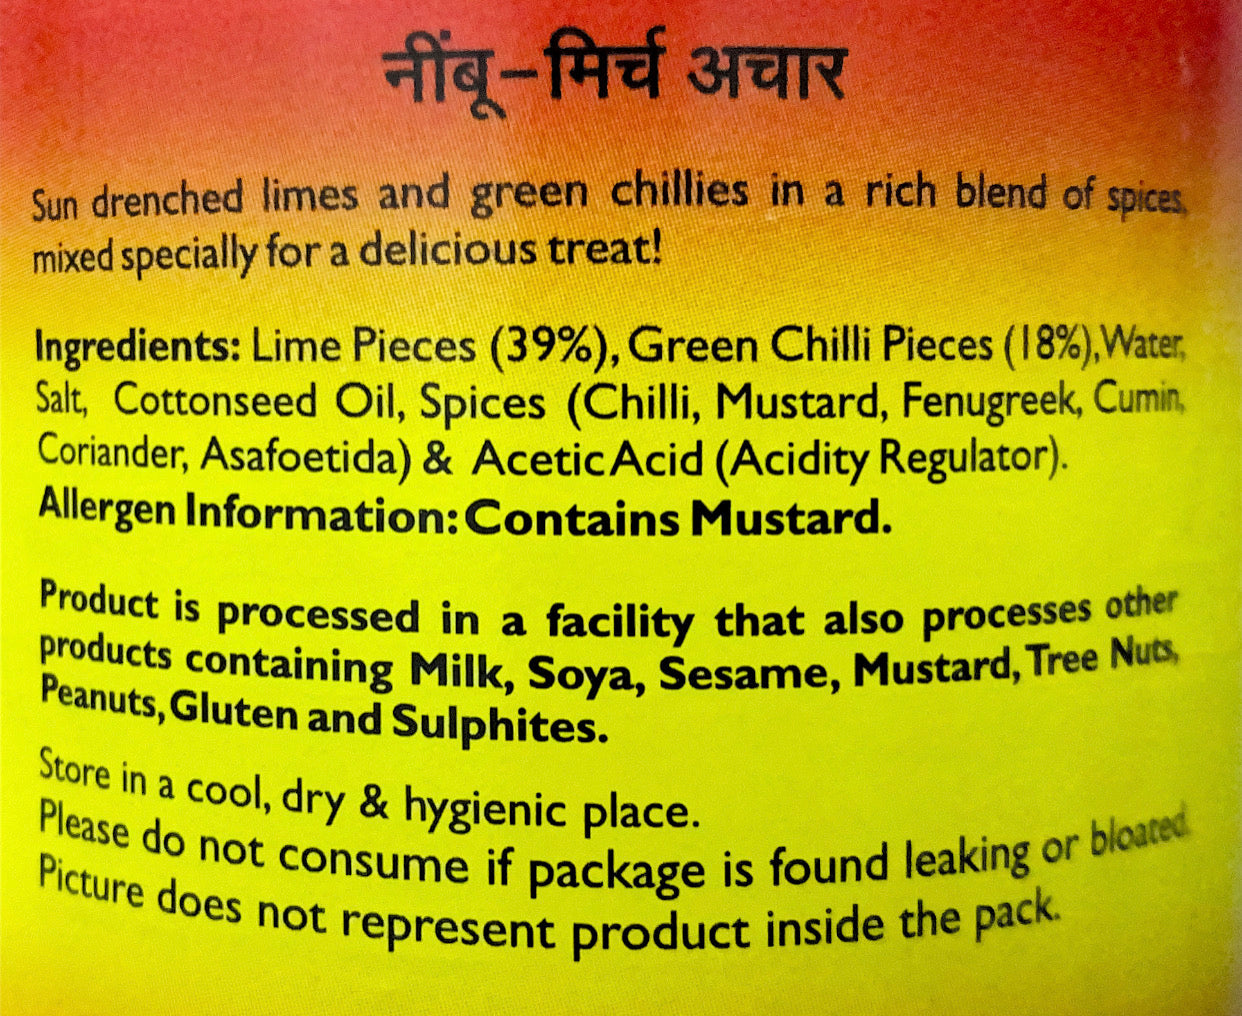 नींबू-मिर्च अचार
Sun drenched limes and green chillies in a rich blend of spices,
mixed specially for a delicious treat!
Ingredients: Lime Pieces (39%), Green Chilli Pieces (18%), Water,
Salt, Cottonseed Oil, Spices (Chilli, Mustard, Fenugreek, Cumin,
Coriander, Asafoetida) & Acetic Acid (Acidity Regulator).
Allergen Information: Contains Mustard.
Product is processed in a facility that also processes other
products containing Milk, Soya, Sesame, Mustard, Tree Nuts,
Peanuts, Gluten and Sulphites.
Store in a cool, dry & hygienic place.
Please do not consume if package is found leaking or bloated.
Picture does not represent product inside the pack.